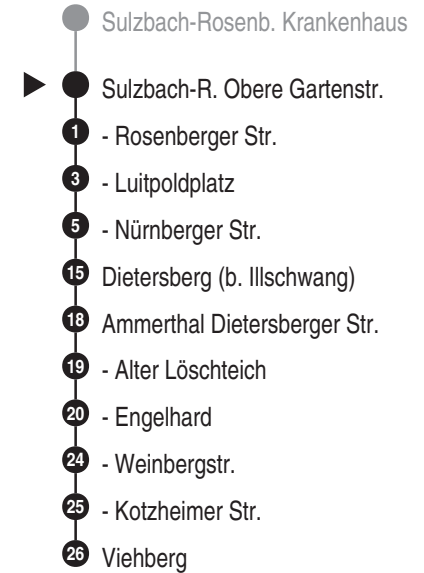 Sulzbach-Rosenb. Krankenhaus
Sulzbach-R. Obere Gartenstr.
1 - Rosenberger Str.
3 - Luitpoldplatz
5 - Nürnberger Str.
15 Dietersberg (b. Illschwang)
18 Ammerthal Dietersberger Str.
19 - Alter Löschteich
20 - Engelhard
24 - Weinbergstr.
25 - Kotzheimer Str.
26 Viehberg